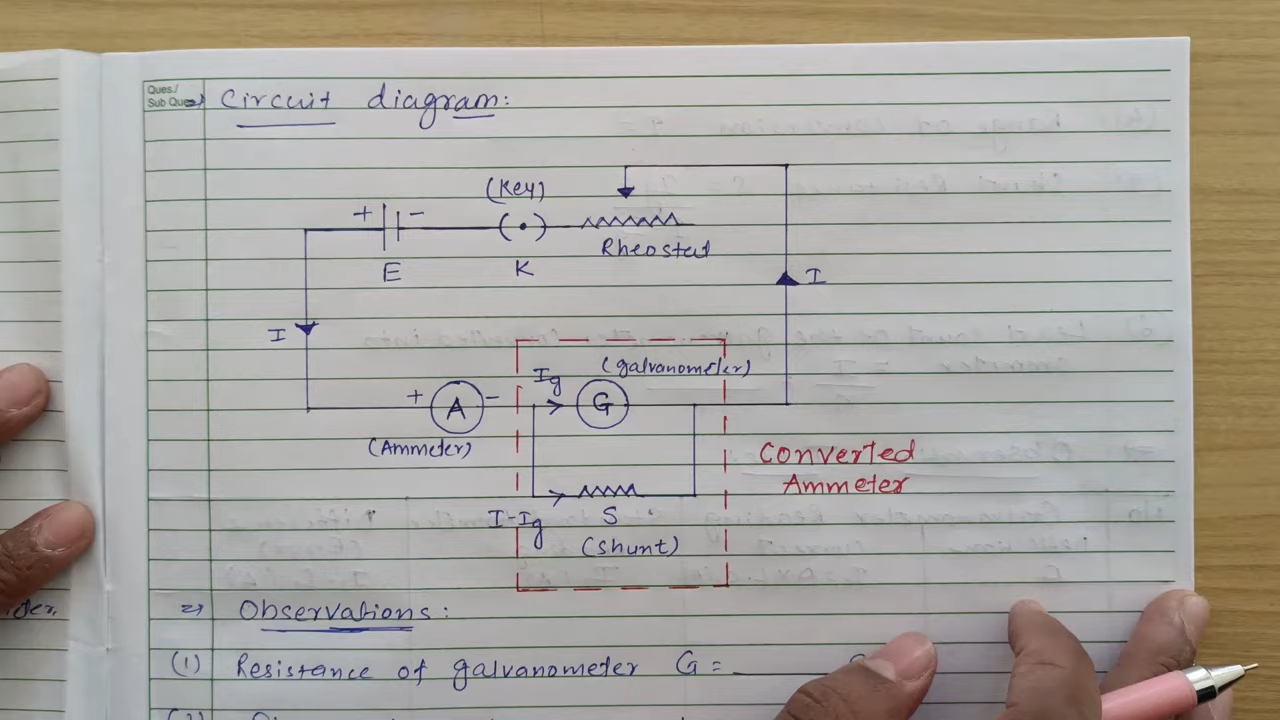 Ques./
Sub Ques.
Circuit diagram:
(Key)
+ -
E
K
Rheostat
I
I
Ig
(galvanometer)
+ A -
G
(Ammeter)
Converted
Ammeter
I-Ig
S
(Shunt)
⇒ Observations:
(1) Resistance of galvanometer G = ____